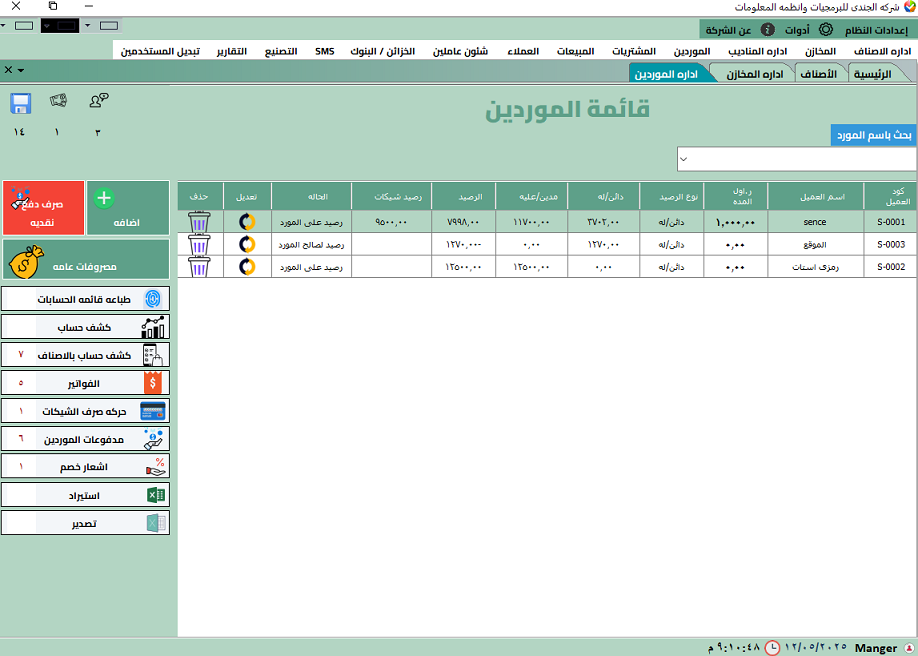 شركه الجندى للبرمجيات وانظمه المعلومات
إعدادات النظام أدوات عن الشركة
اداره الاصناف المخازن اداره المناديب الموردين المشتريات المبيعات العملاء شئون عاملين الخزائن / البنوك SMS التصنيع التقارير تبديل المستخدمين
الرئيسية الأصناف اداره المخازن اداره الموردين
قائمة الموردين
٣ ١ ١٤
بحث باسم المورد
كود العميل اسم العميل ر.اول المده نوع الرصيد دائن/له مدين/عليه الرصيد رصيد شيكات الحاله تعديل حذف
S-0001 sence ١,٠٠٠,٠٠ دائن/له ٣٧٠٢,٠٠ ١١٧٠٠,٠٠ ٧٩٩٨,٠٠ ٩٥٠٠,٠٠ رصيد على المورد
S-0003 الموقع ٠,٠٠ دائن/له ١٢٧٠,٠٠ ٠,٠٠ ١٢٧٠,٠٠- رصيد لصالح المورد
S-0002 رمزى استات ٠,٠٠ دائن/له ٠,٠٠ ١٢٥٠٠,٠٠ ١٢٥٠٠,٠٠ رصيد على المورد
اضافه
صرف دفع نقديه
مصروفات عامه
طباعه قائمه الحسابات
كشف حساب
كشف حساب بالاصناف ٧
الفواتير ٥
حركه صرف الشيكات ١
مدفوعات الموردين ٦
اشعار خصم ١
استيراد
تصدير
Manger ١٢/٠٥/٢٠٢٥ ٩:١٠:٤٨ م